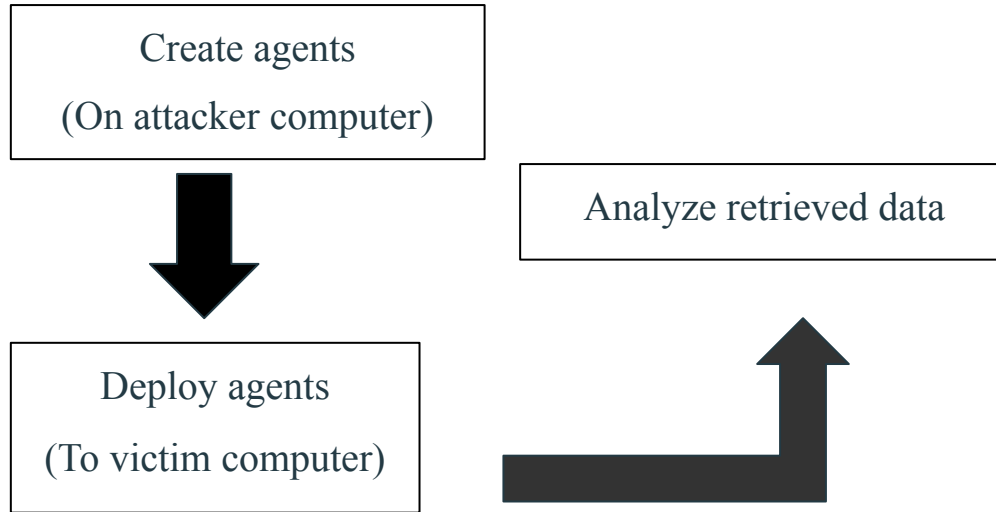 Create agents
(On attacker computer)
Deploy agents
(To victim computer)
Analyze retrieved data